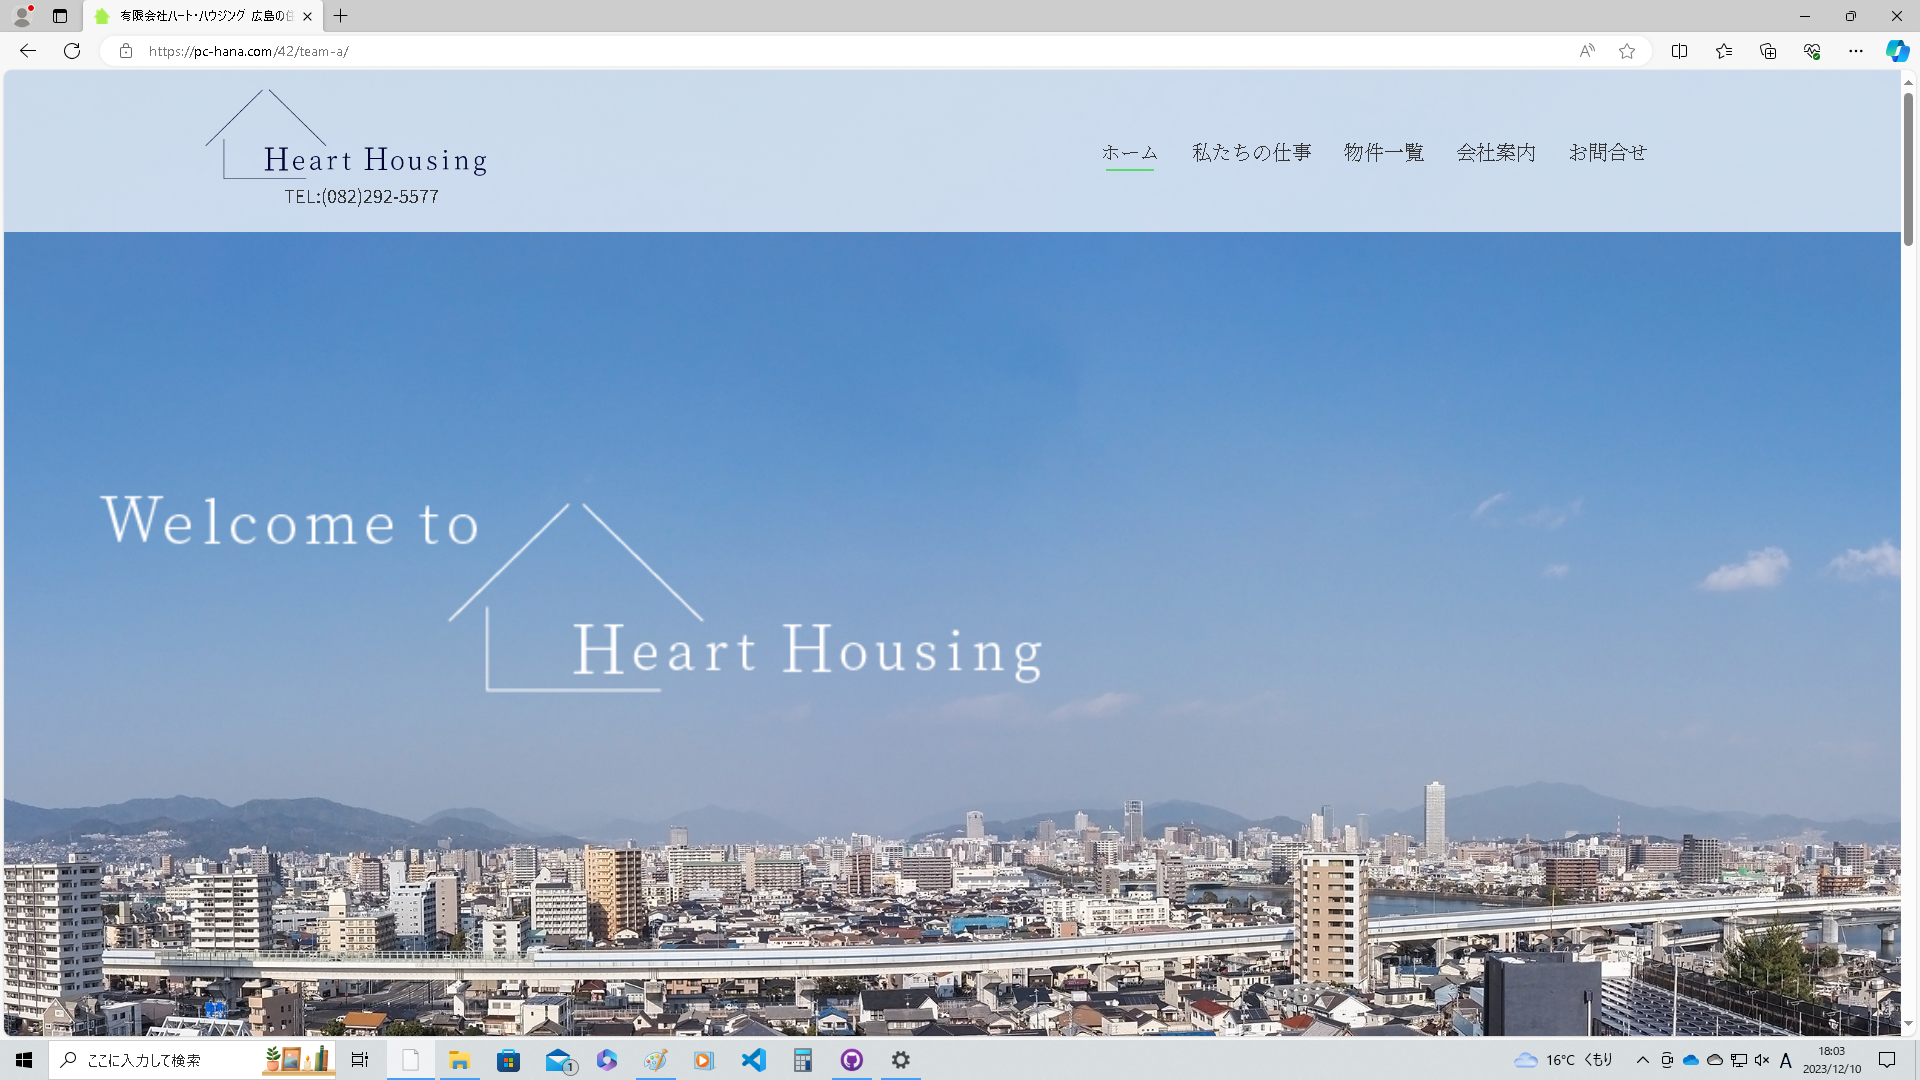 有限会社ハート・ハウジング 広島の
https://pc-hana.com/42/team-a/
Heart Housing
TEL:(082)292-5577
ホーム 私たちの仕事 物件一覧 会社案内 お問合せ
Welcome to
Heart Housing
ここに入力して検索
1
16°C くもり
A
18:03
2023/12/10